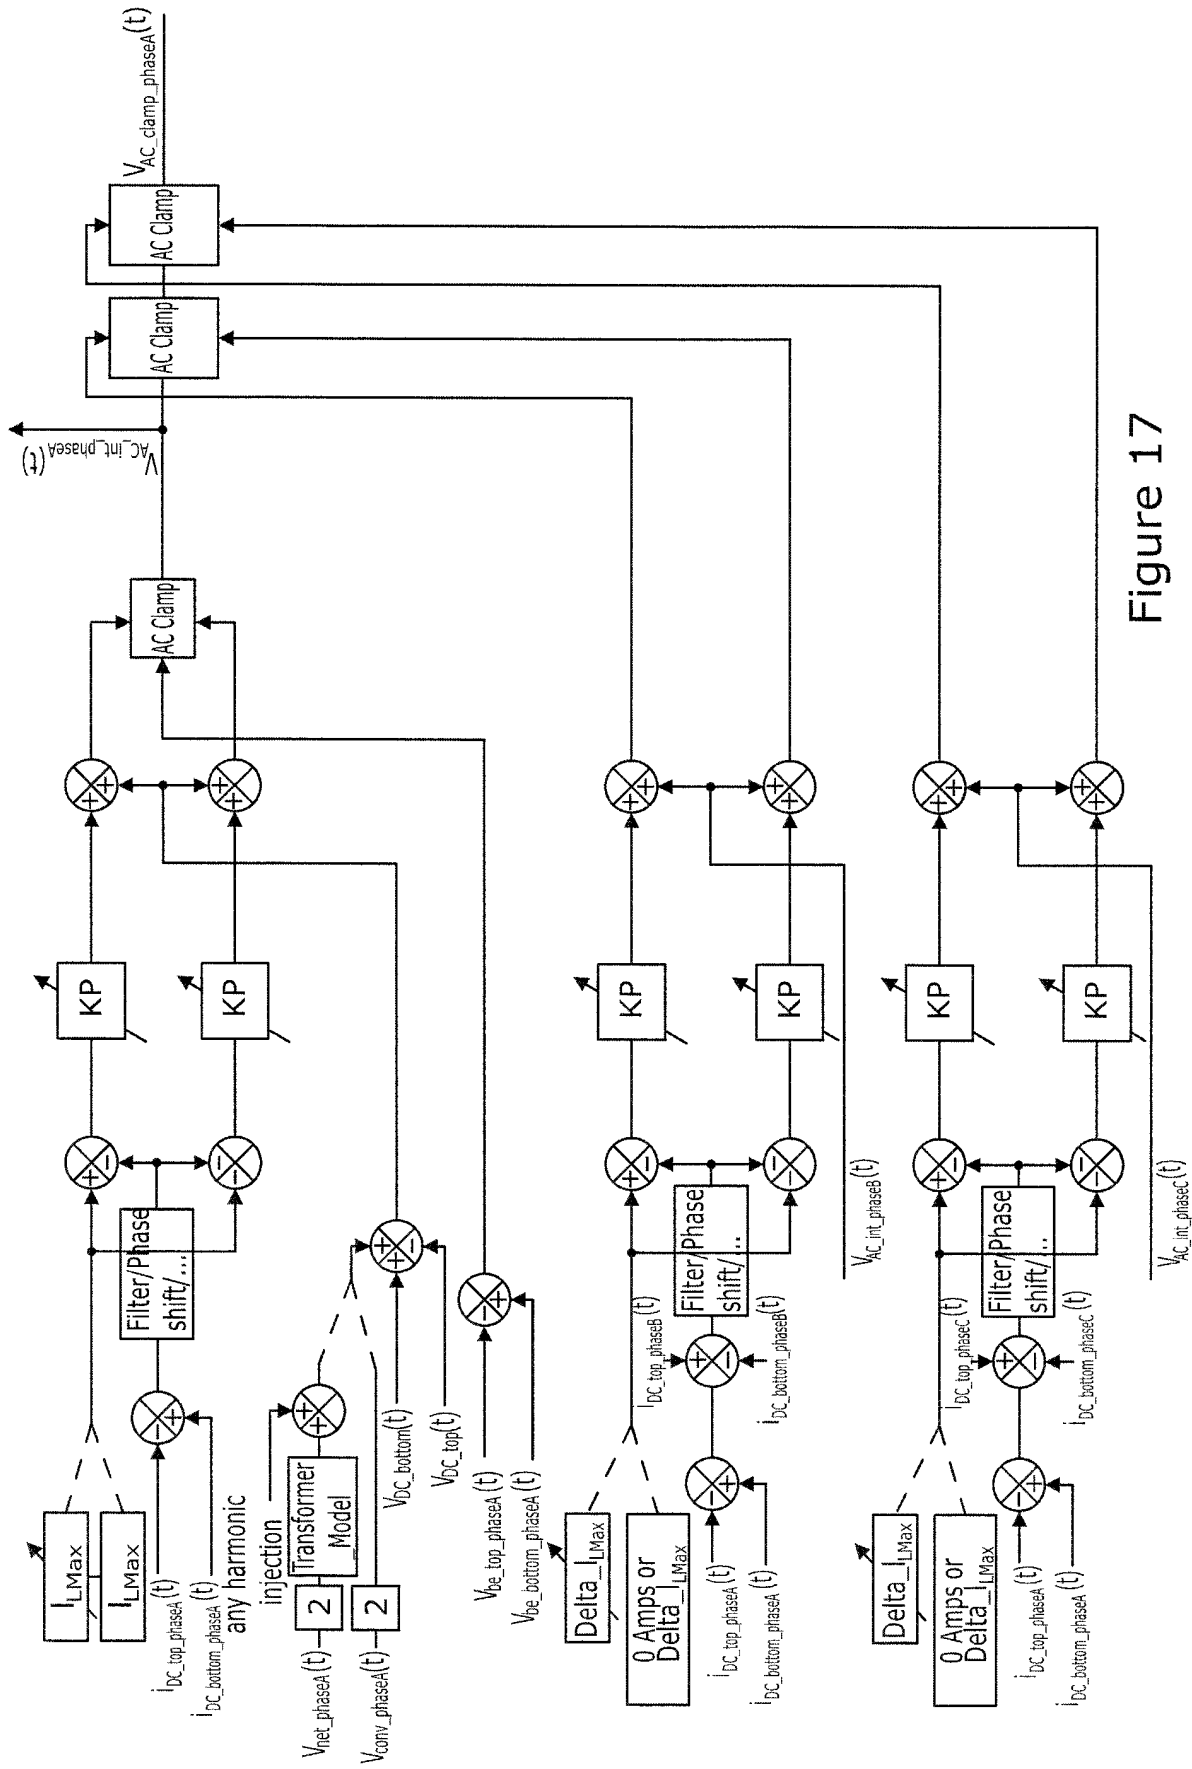 I_LMax
I_LMax
i_DC_top_phaseA(t)
i_DC_bottom_phaseA(t)
Filter/Phase
shift/...
+
−
−
−
−
+
KP
KP
+
+
+
+
AC Clamp
V_AC_int_phaseA(t)
AC Clamp
AC Clamp
V_AC_clamp_phaseA(t)
any harmonic
injection
V_net_phaseA(t)
2
Transformer
_Model
+
+
V_conv_phaseA(t)
2
V_DC_bottom(t)
V_DC_top(t)
+
+
−
V_be_top_phaseA(t)
V_be_bottom_phaseA(t)
−
+
Delta_I_LMax
0 Amps or
Delta_I_LMax
i_DC_top_phaseA(t)
i_DC_bottom_phaseA(t)
−
+
i_DC_top_phaseB(t)
i_DC_bottom_phaseB(t)
+
−
Filter/Phase
shift/...
+
−
−
−
KP
KP
+
+
+
+
V_AC_int_phaseB(t)
Delta_I_LMax
0 Amps or
Delta_I_LMax
i_DC_top_phaseA(t)
i_DC_bottom_phaseA(t)
−
+
i_DC_top_phaseC(t)
i_DC_bottom_phaseC(t)
+
−
Filter/Phase
shift/...
+
−
−
−
KP
KP
+
+
+
+
V_AC_int_phaseC(t)
Figure 17